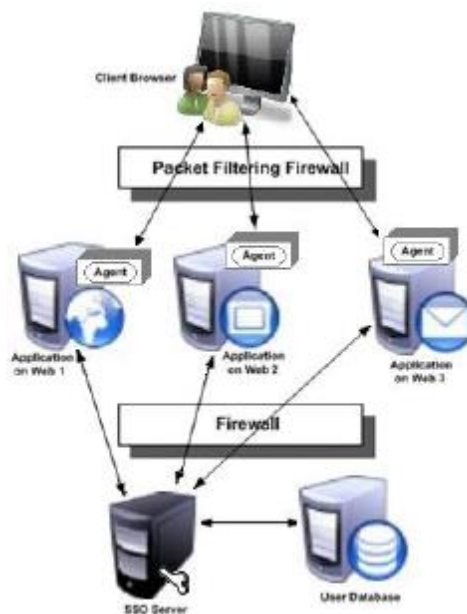 Client Browser
Packet Filtering Firewall
Agent
Agent
Agent
Application
on Web 1
Application
on Web 2
Application
on Web 3
Firewall
SSO Server
User Database